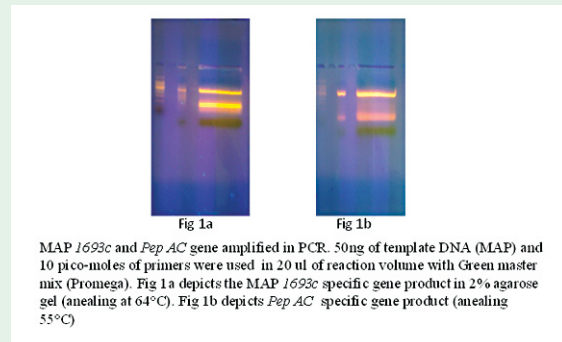 Fig 1a
Fig 1b
MAP 1693c and Pep AC gene amplified in PCR. 50ng of template DNA (MAP) and
10 pico-moles of primers were used in 20 ul of reaction volume with Green master
mix (Promega). Fig 1a depicts the MAP 1693c specific gene product in 2% agarose
gel (anealing at 64°C). Fig 1b depicts Pep AC specific gene product (anealing
55°C)